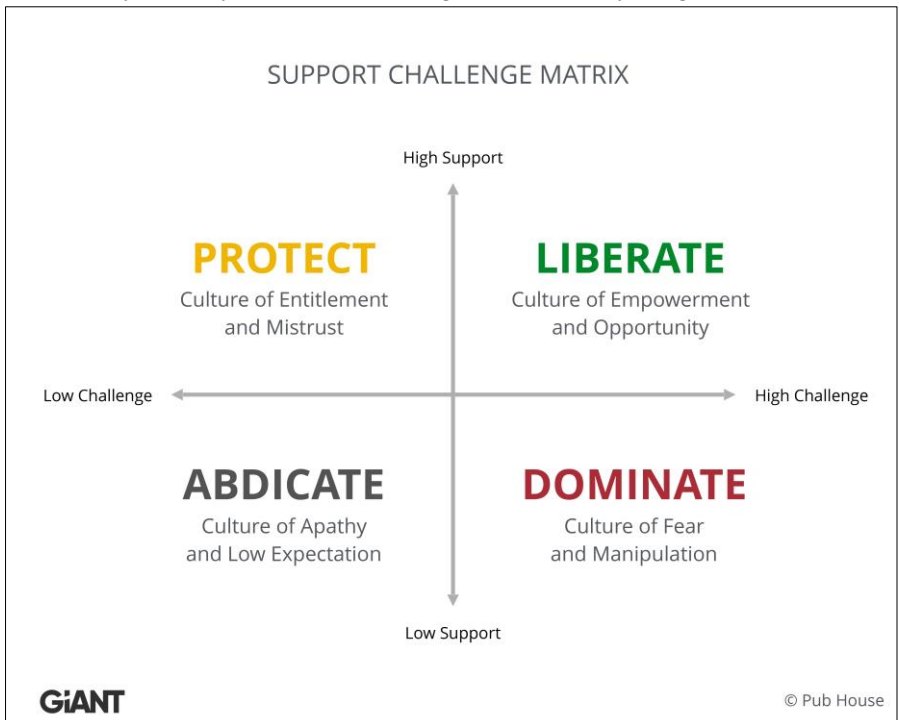 SUPPORT CHALLENGE MATRIX
High Support
PROTECT
Culture of Entitlement
and Mistrust
LIBERATE
Culture of Empowerment
and Opportunity
Low Challenge
High Challenge
ABDICATE
Culture of Apathy
and Low Expectation
DOMINATE
Culture of Fear
and Manipulation
Low Support
GiANT
© Pub House